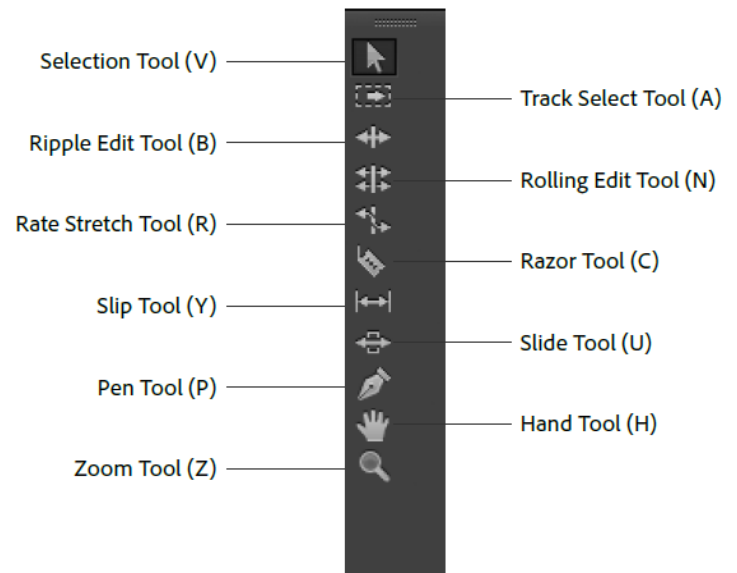 Selection Tool (V)
Track Select Tool (A)
Ripple Edit Tool (B)
Rolling Edit Tool (N)
Rate Stretch Tool (R)
Razor Tool (C)
Slip Tool (Y)
Slide Tool (U)
Pen Tool (P)
Hand Tool (H)
Zoom Tool (Z)